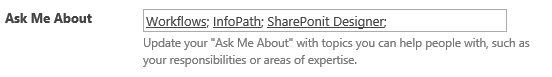 Ask Me About
Workflows; InfoPath; SharePonit Designer;
Update your "Ask Me About" with topics you can help people with, such as
your responsibilities or areas of expertise.